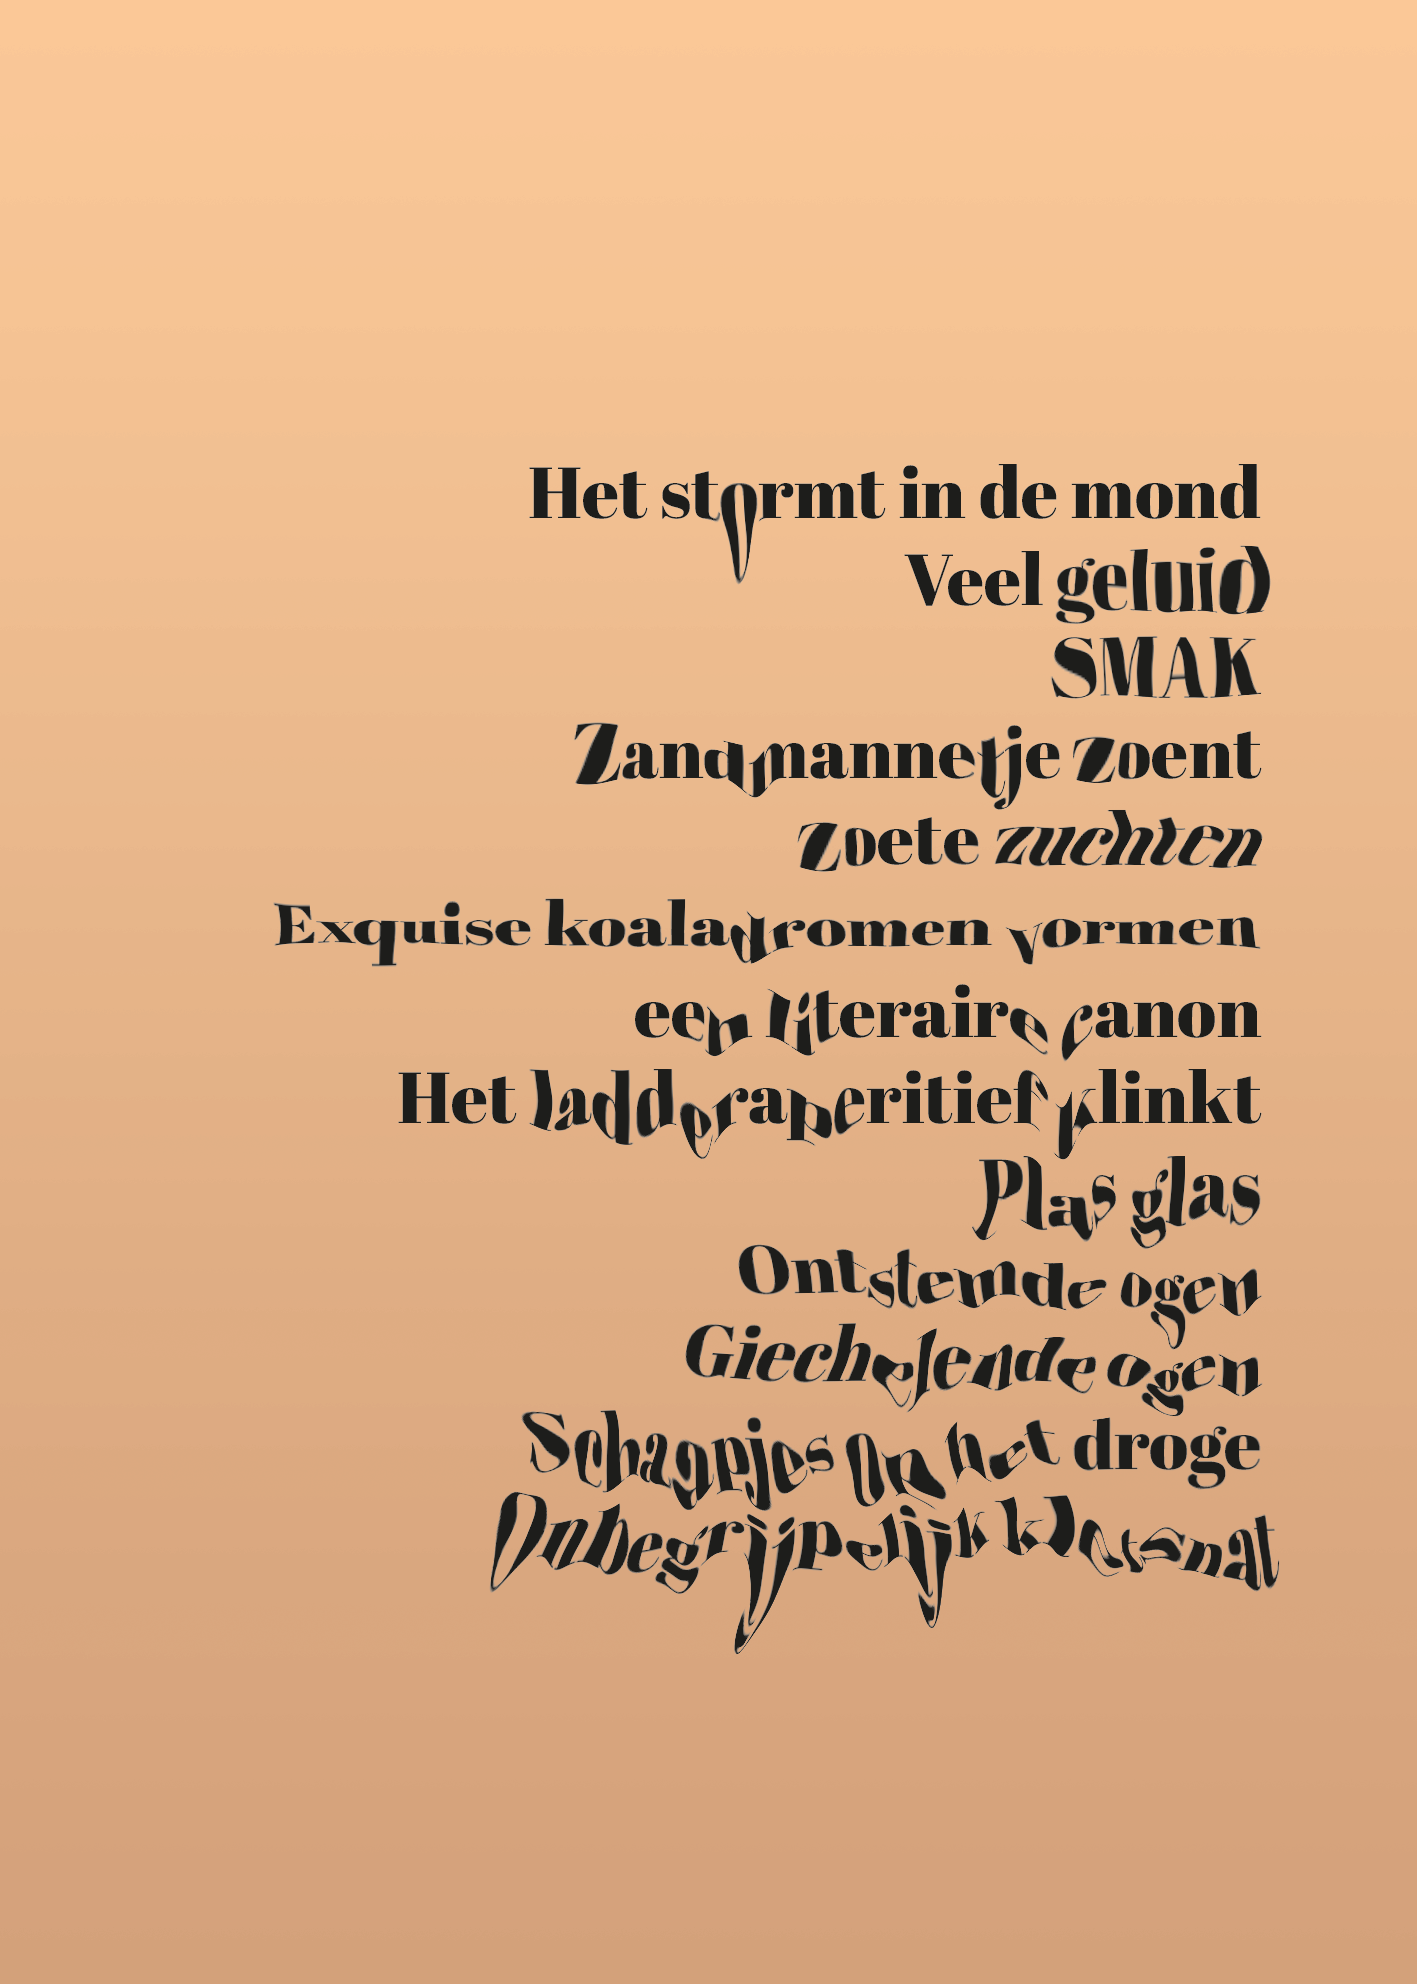 Het stormt in de mond
Veel geluid
SMAK
Zandmannetje zoent
zoete zuchten
Exquise koaladromen vormen
een literaire canon
Het ladderaperitief klinkt
Plas glas
Ontstemde ogen
Giechelende ogen
Schaapjes op het droge
Onbegrijpelijk kletsnat